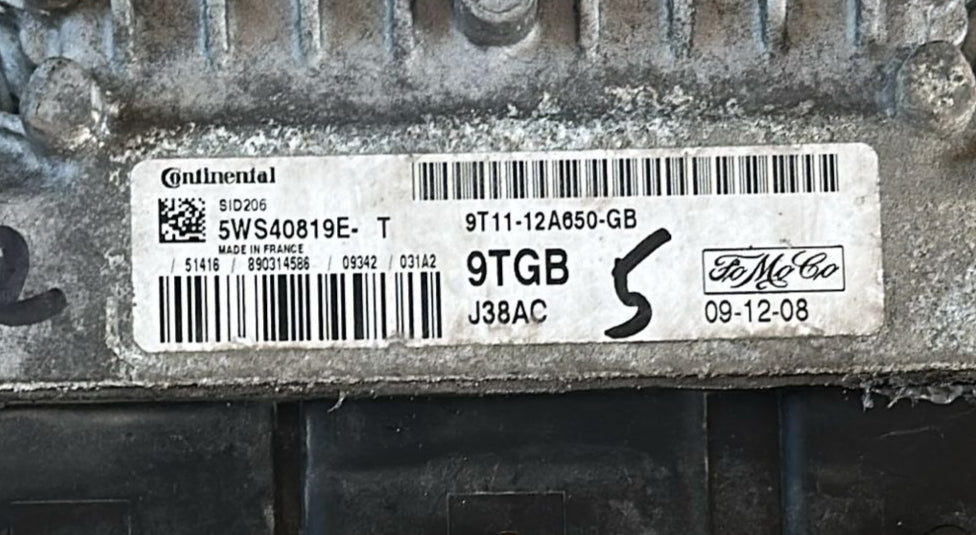 Continental
SID206
5WS40819E- T
MADE IN FRANCE
/ 51416 / 890314586 / 09342 / 031A2
9T11-12A650-GB
9TGB
J38AC
5
FoMoCo
09-12-08
2